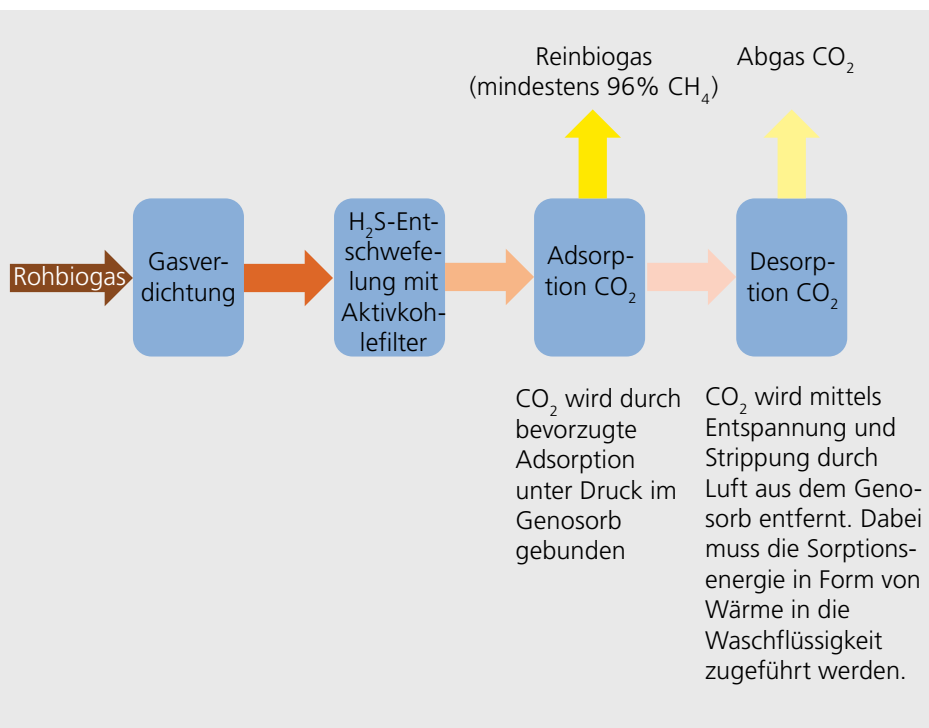 Reinbiogas
(mindestens 96% CH₄)
Abgas CO₂
Rohbiogas
Gasver-
dichtung
H₂S-Ent-
schwefe-
lung mit
Aktivkoh-
lefilter
Adsorp-
tion CO₂
Desorp-
tion CO₂
CO₂ wird durch
bevorzugte
Adsorption
unter Druck im
Genosorb
gebunden
CO₂ wird mittels
Entspannung und
Strippung durch
Luft aus dem Geno-
sorb entfernt. Dabei
muss die Sorptions-
energie in Form von
Wärme in die
Waschflüssigkeit
zugeführt werden.